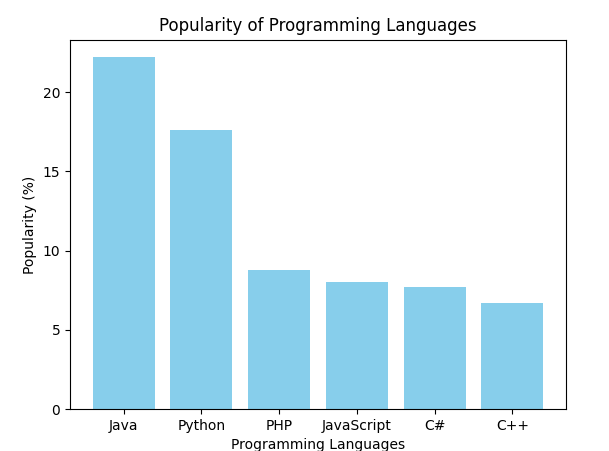 Popularity of Programming Languages
Popularity (%)
20
15
10
5
0
Java Python PHP JavaScript C# C++
Programming Languages